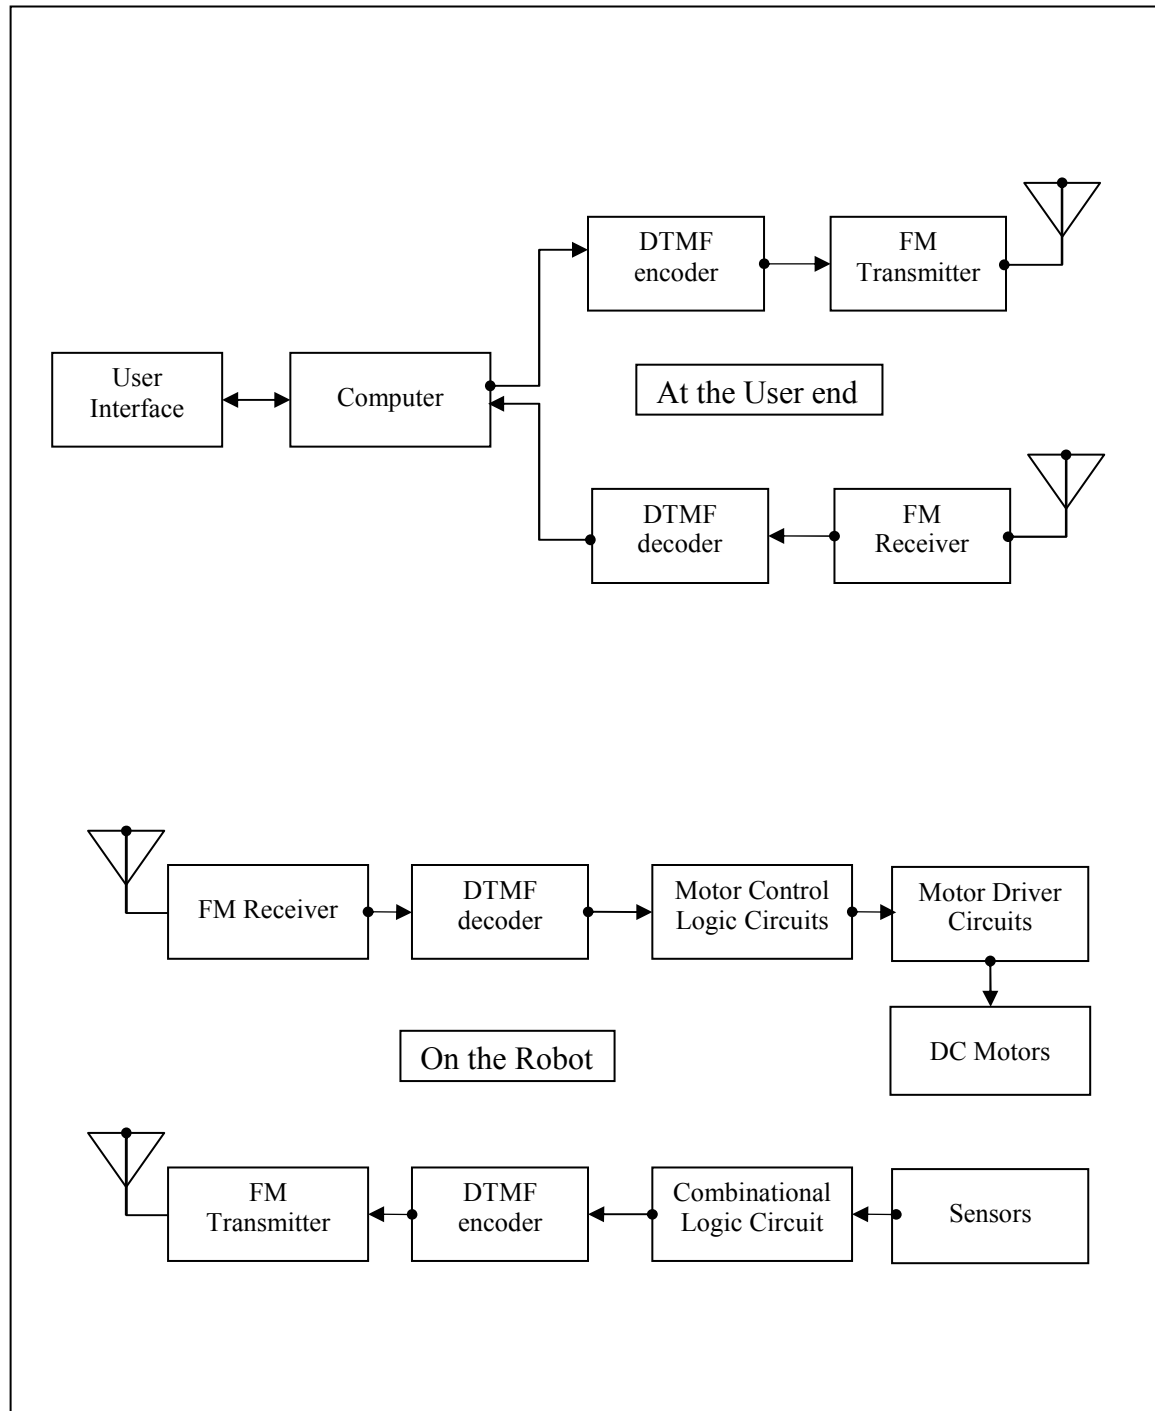 DTMF
encoder
FM
Transmitter
User
Interface
Computer
At the User end
DTMF
decoder
FM
Receiver
FM Receiver
DTMF
decoder
Motor Control
Logic Circuits
Motor Driver
Circuits
On the Robot
DC Motors
FM
Transmitter
DTMF
encoder
Combinational
Logic Circuit
Sensors